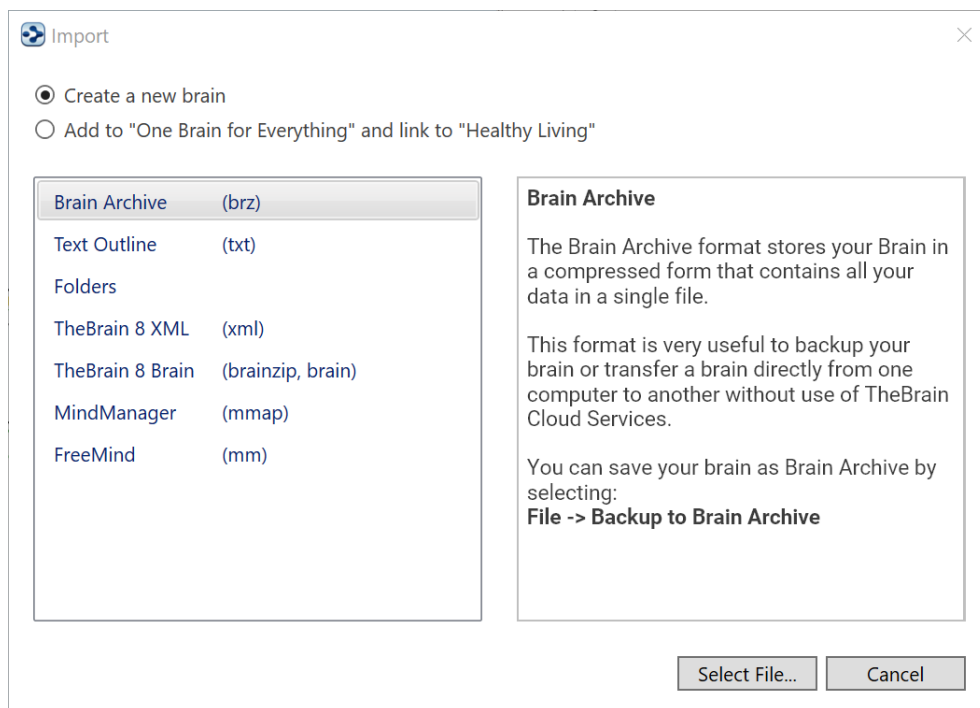 Import
Create a new brain
Add to "One Brain for Everything" and link to "Healthy Living"
Brain Archive (brz)
Text Outline (txt)
Folders
TheBrain 8 XML (xml)
TheBrain 8 Brain (brainzip, brain)
MindManager (mmap)
FreeMind (mm)
Brain Archive
The Brain Archive format stores your Brain in
a compressed form that contains all your
data in a single file.
This format is very useful to backup your
brain or transfer a brain directly from one
computer to another without use of TheBrain
Cloud Services.
You can save your brain as Brain Archive by
selecting:
File -> Backup to Brain Archive
Select File...
Cancel